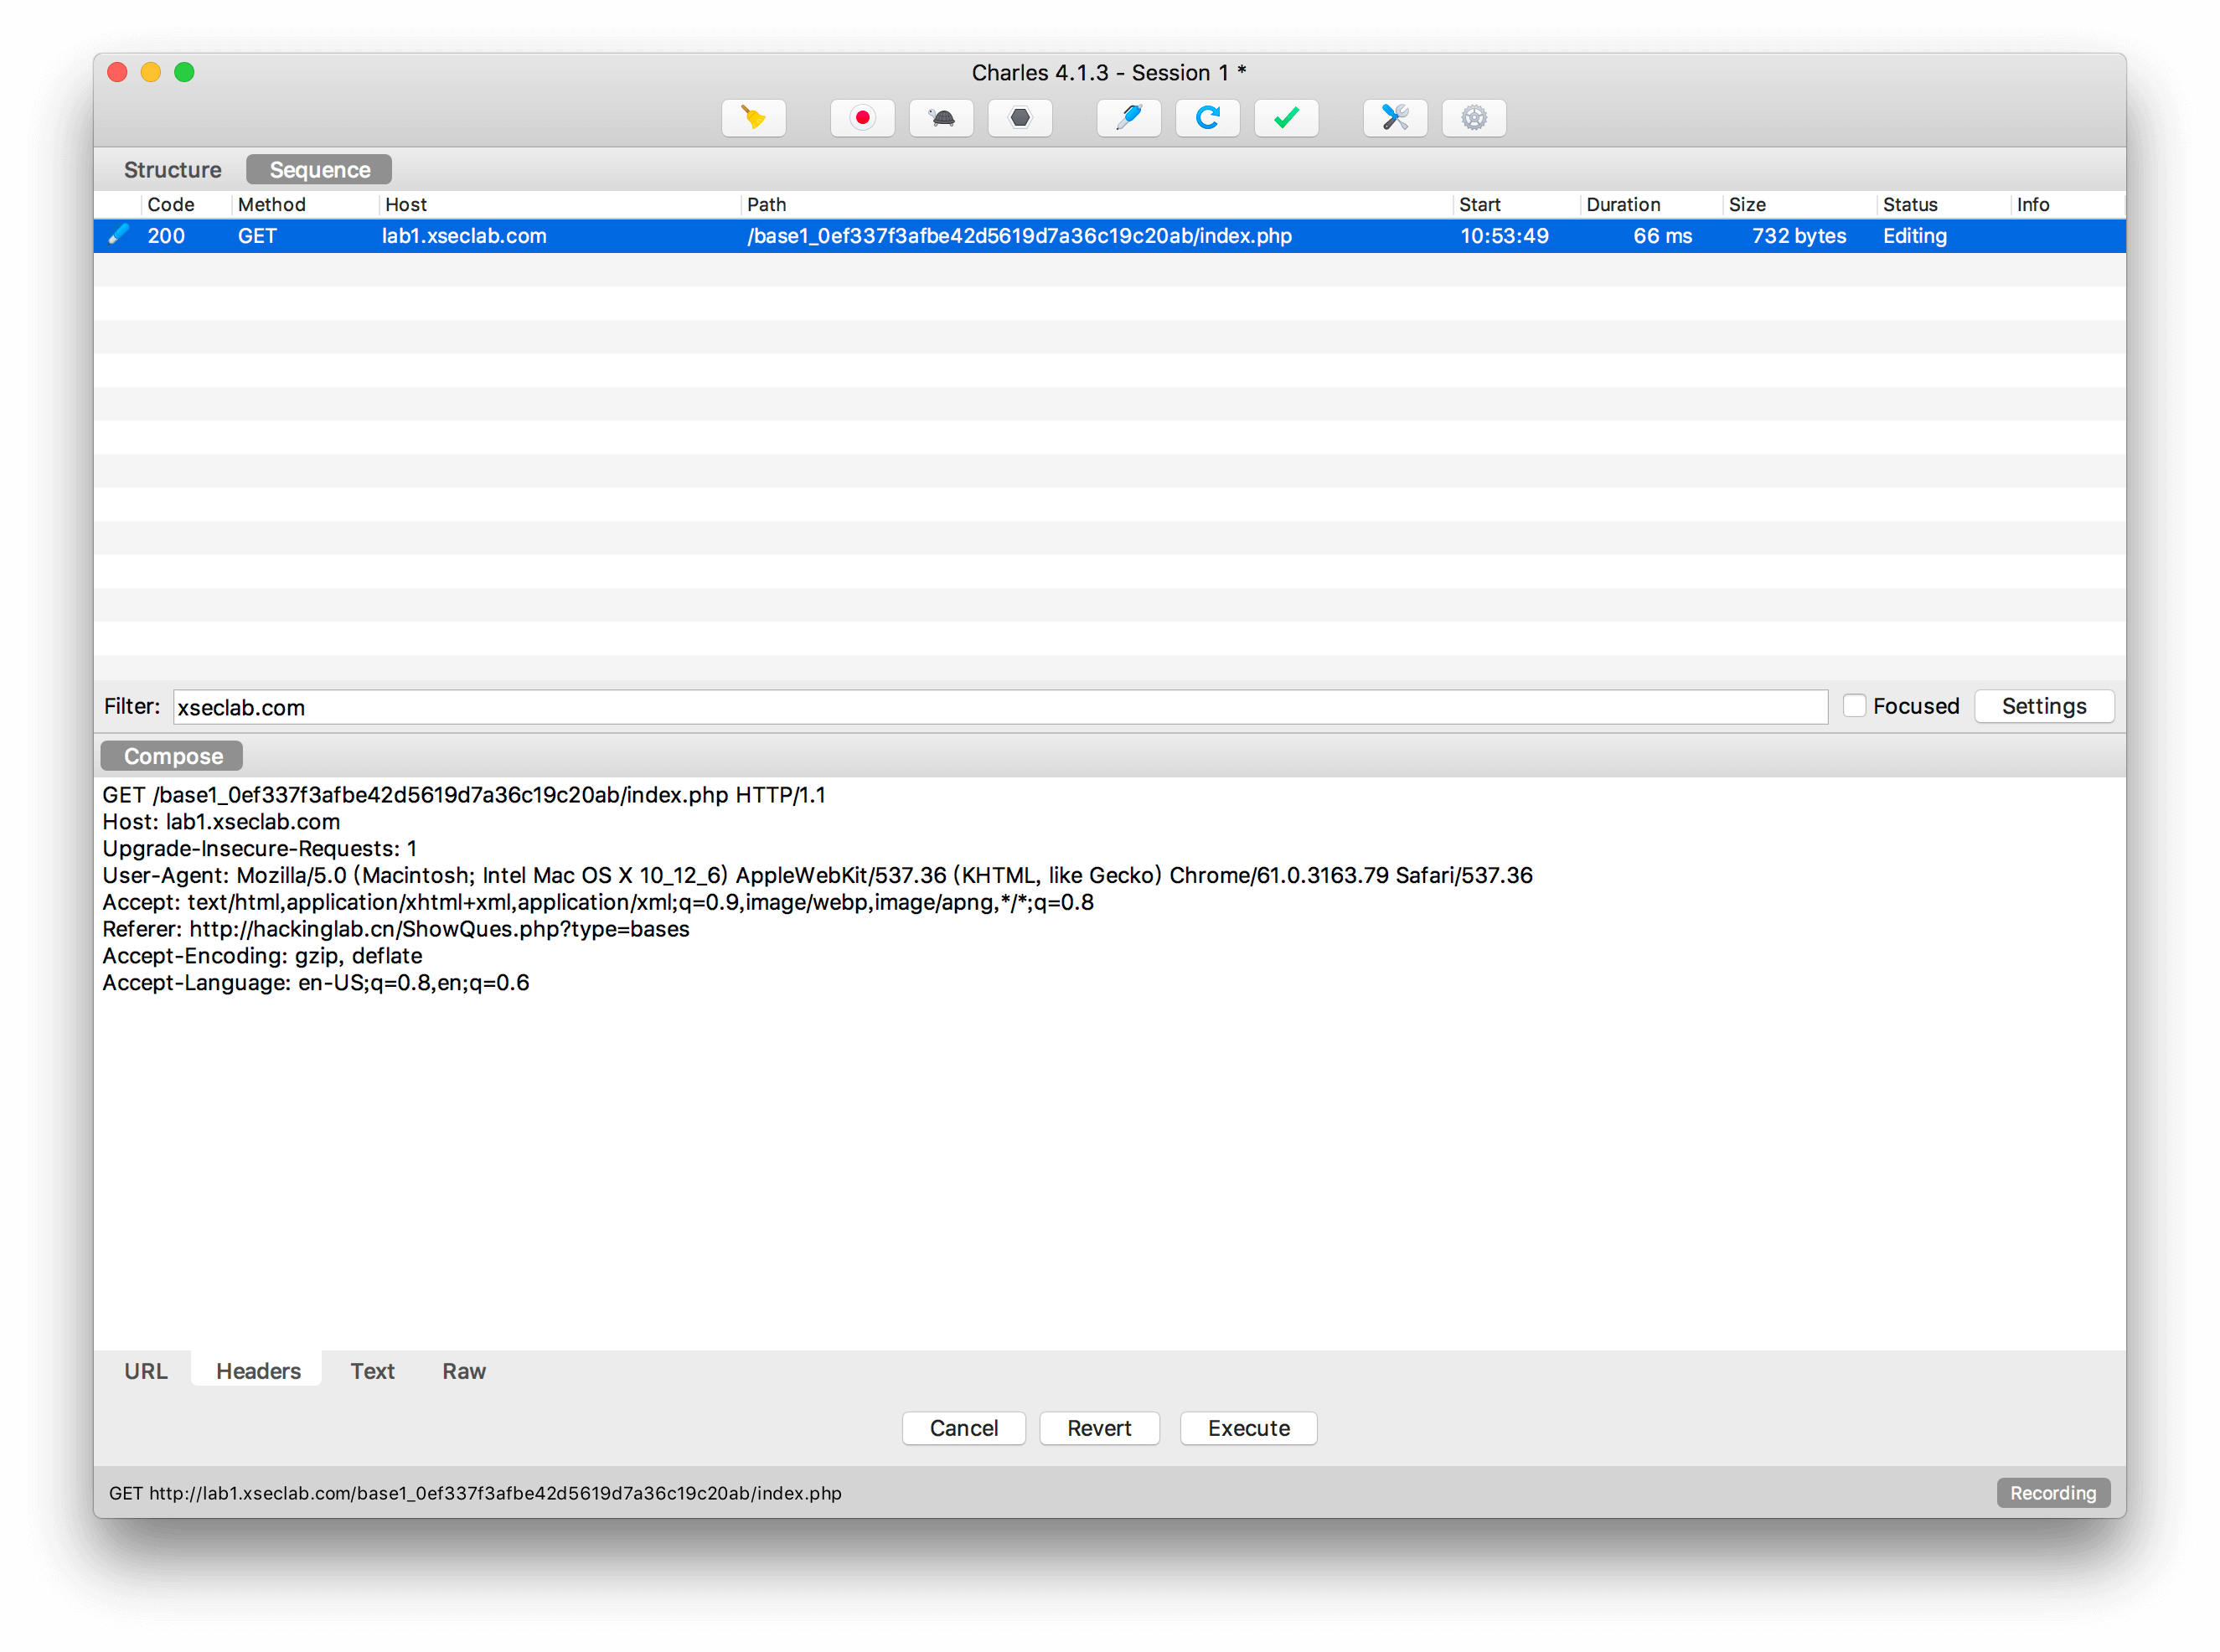 Charles 4.1.3 - Session 1 *
Structure Sequence
Code Method Host Path Start Duration Size Status Info
200 GET lab1.xseclab.com /base1_0ef337f3afbe42d5619d7a36c19c20ab/index.php 10:53:49 66 ms 732 bytes Editing
Filter: xseclab.com Focused Settings
Compose
GET /base1_0ef337f3afbe42d5619d7a36c19c20ab/index.php HTTP/1.1
Host: lab1.xseclab.com
Upgrade-Insecure-Requests: 1
User-Agent: Mozilla/5.0 (Macintosh; Intel Mac OS X 10_12_6) AppleWebKit/537.36 (KHTML, like Gecko) Chrome/61.0.3163.79 Safari/537.36
Accept: text/html,application/xhtml+xml,application/xml;q=0.9,image/webp,image/apng,*/*;q=0.8
Referer: http://hackinglab.cn/ShowQues.php?type=bases
Accept-Encoding: gzip, deflate
Accept-Language: en-US;q=0.8,en;q=0.6
URL Headers Text Raw
Cancel Revert Execute
GET http://lab1.xseclab.com/base1_0ef337f3afbe42d5619d7a36c19c20ab/index.php Recording